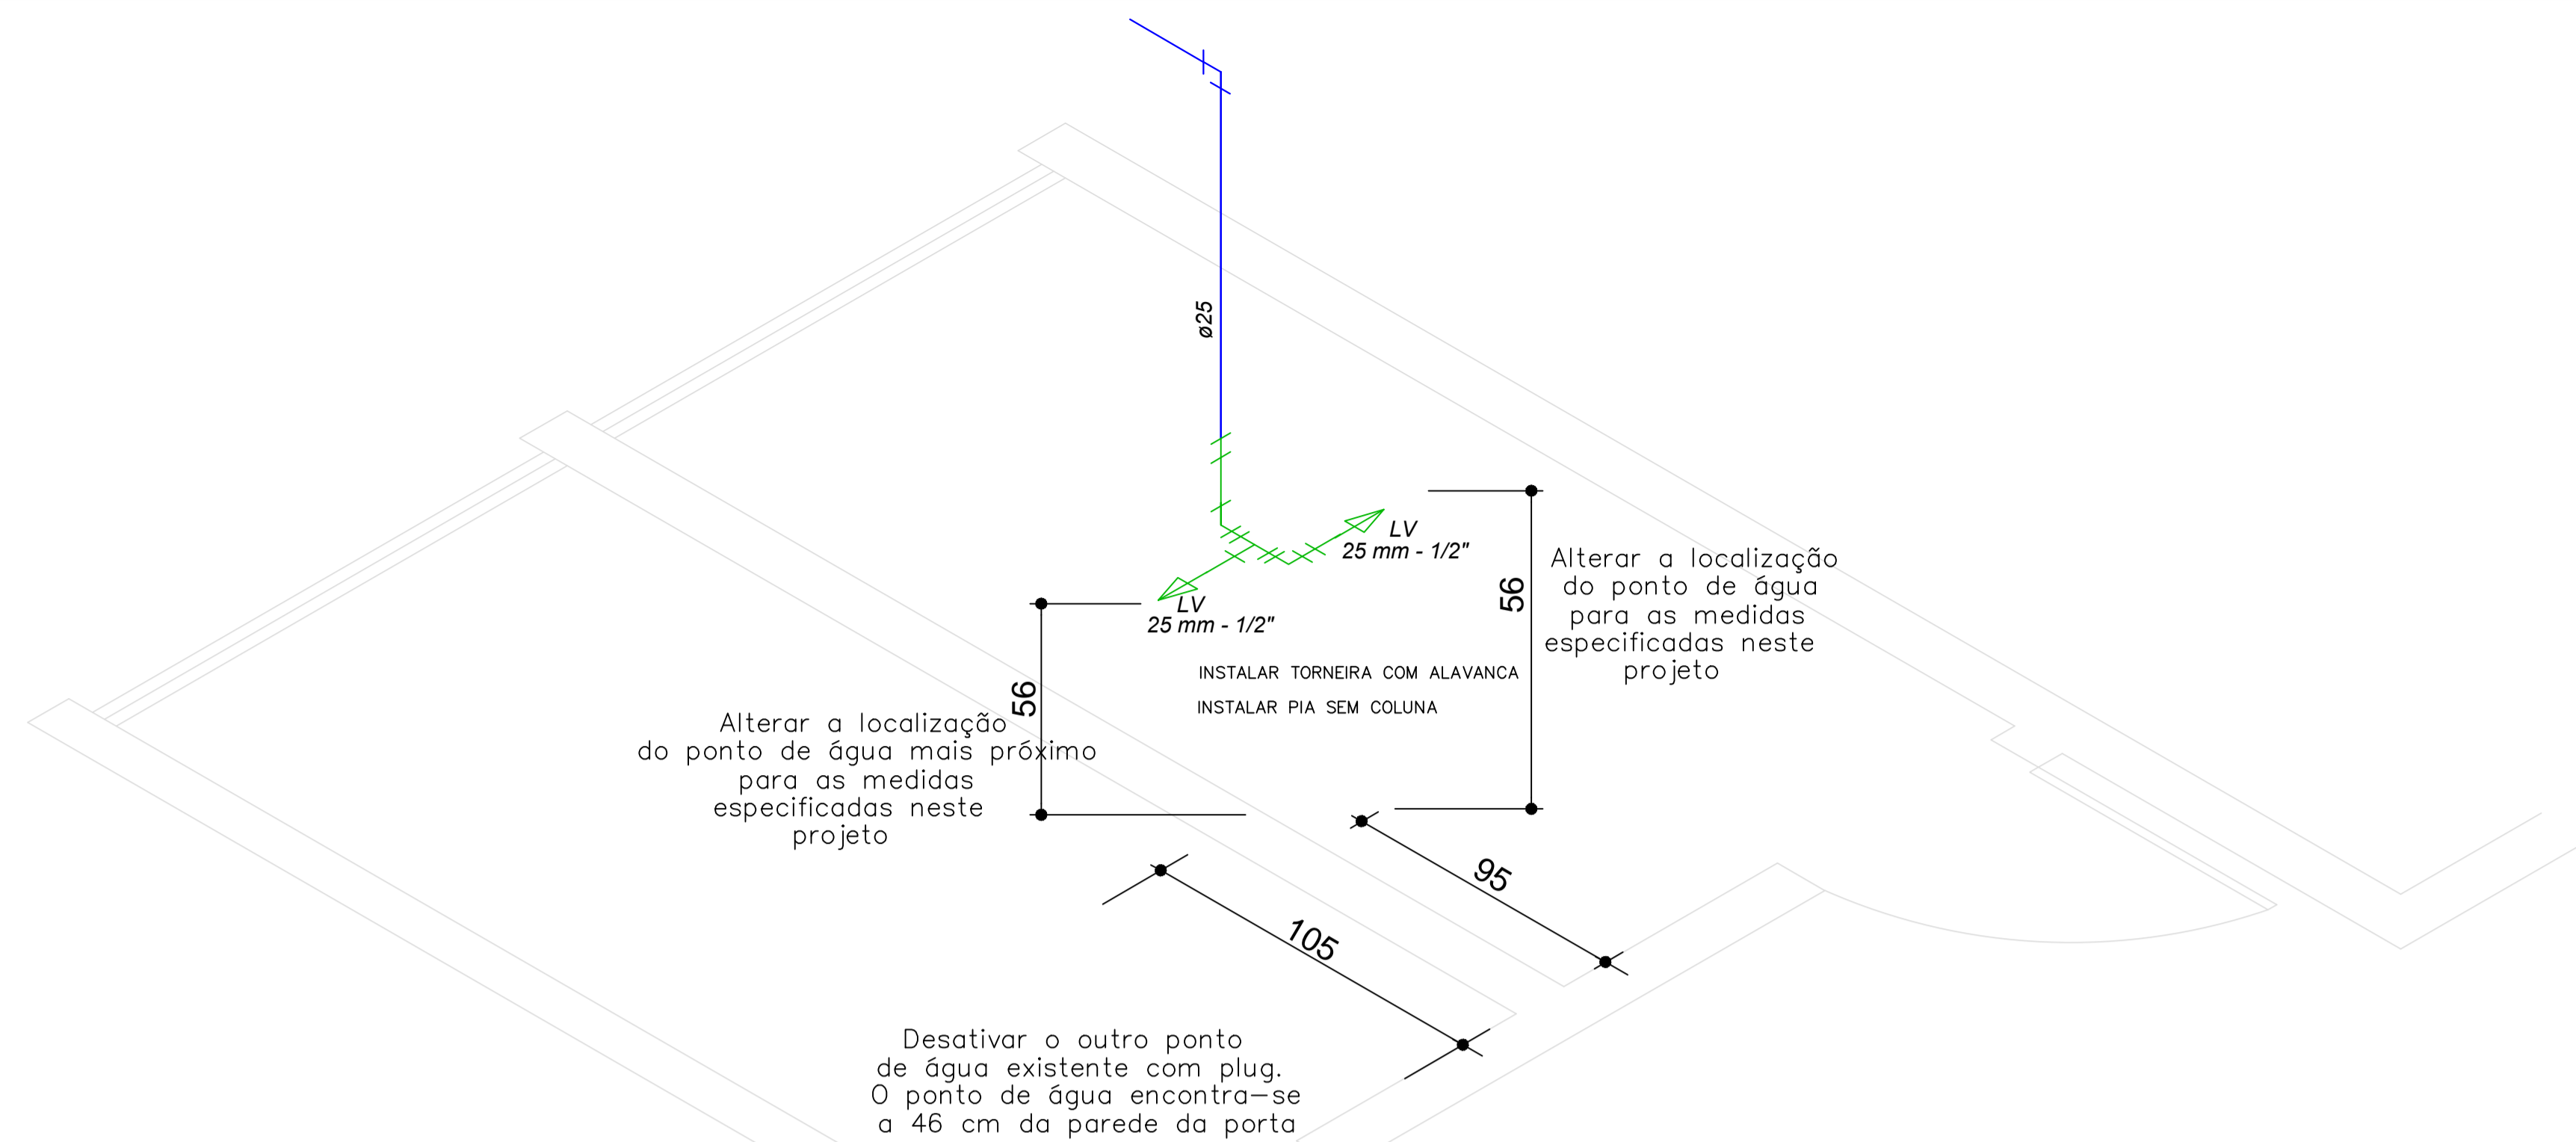 ø25
LV
25 mm - 1/2"
LV
25 mm - 1/2"
56
Alterar a localização
do ponto de água
para as medidas
especificadas neste
projeto
INSTALAR TORNEIRA COM ALAVANCA
INSTALAR PIA SEM COLUNA
56
Alterar a localização
do ponto de água mais próximo
para as medidas
especificadas neste
projeto
95
105
Desativar o outro ponto
de água existente com plug.
O ponto de água encontra-se
a 46 cm da parede da porta